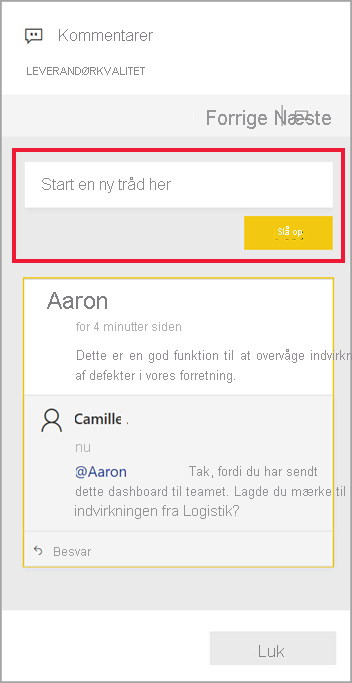 Kommentarer
LEVERANDØRKVALITET
Forrige Næste
Start en ny tråd her
Slå op
Aaron
for 4 minutter siden
Dette er en god funktion til at overvåge indvirkn
af defekter i vores forretning.
Camille .
nu
@Aaron Tak, fordi du har sendt
dette dashboard til teamet. Lagde du mærke til
indvirkningen fra Logistik?
Besvar
Luk